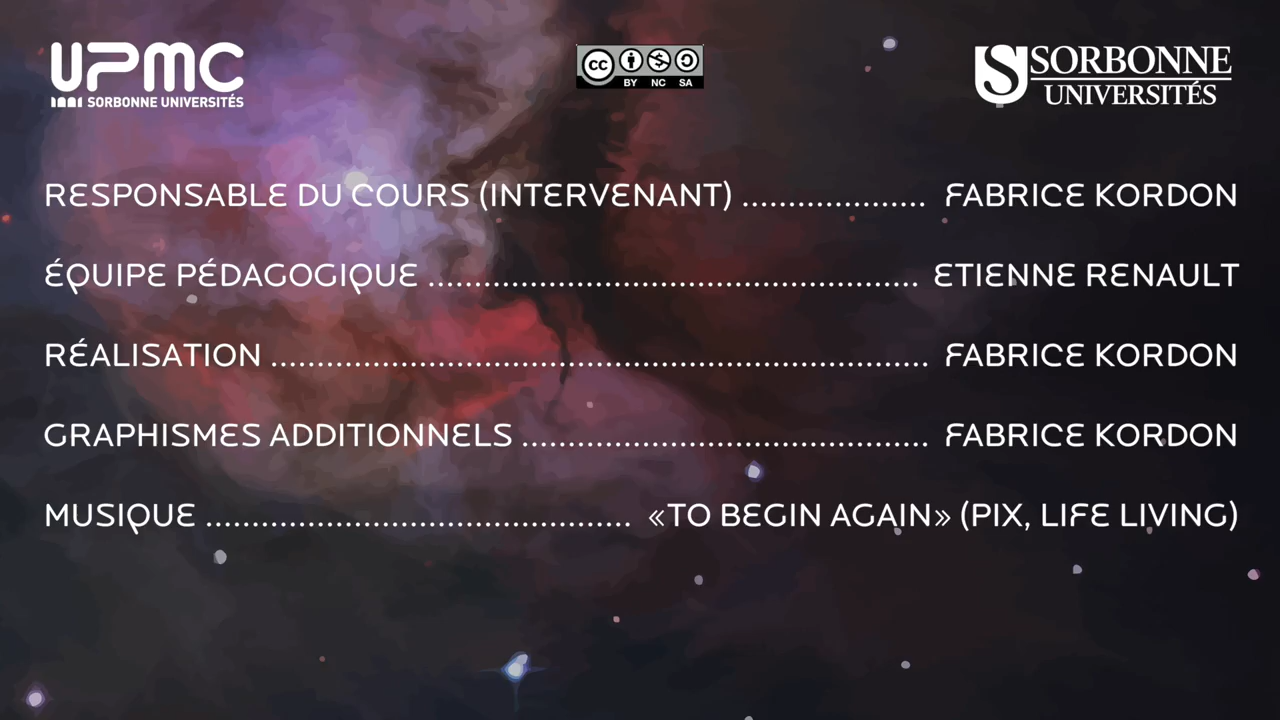 UPMC
SORBONNE UNIVERSITÉS
cc
BY NC SA
SORBONNE
UNIVERSITÉS
RESPONSABLE DU COURS (INTERVENANT) .................... FABRICE KORDON
ÉQUIPE PÉDAGOGIQUE ..................................................... ETIENNE RENAULT
RÉALISATION ....................................................................... FABRICE KORDON
GRAPHISMES ADDITIONNELS ............................................ FABRICE KORDON
MUSIQUE .............................................. «TO BEGIN AGAIN» (PIX, LIFE LIVING)